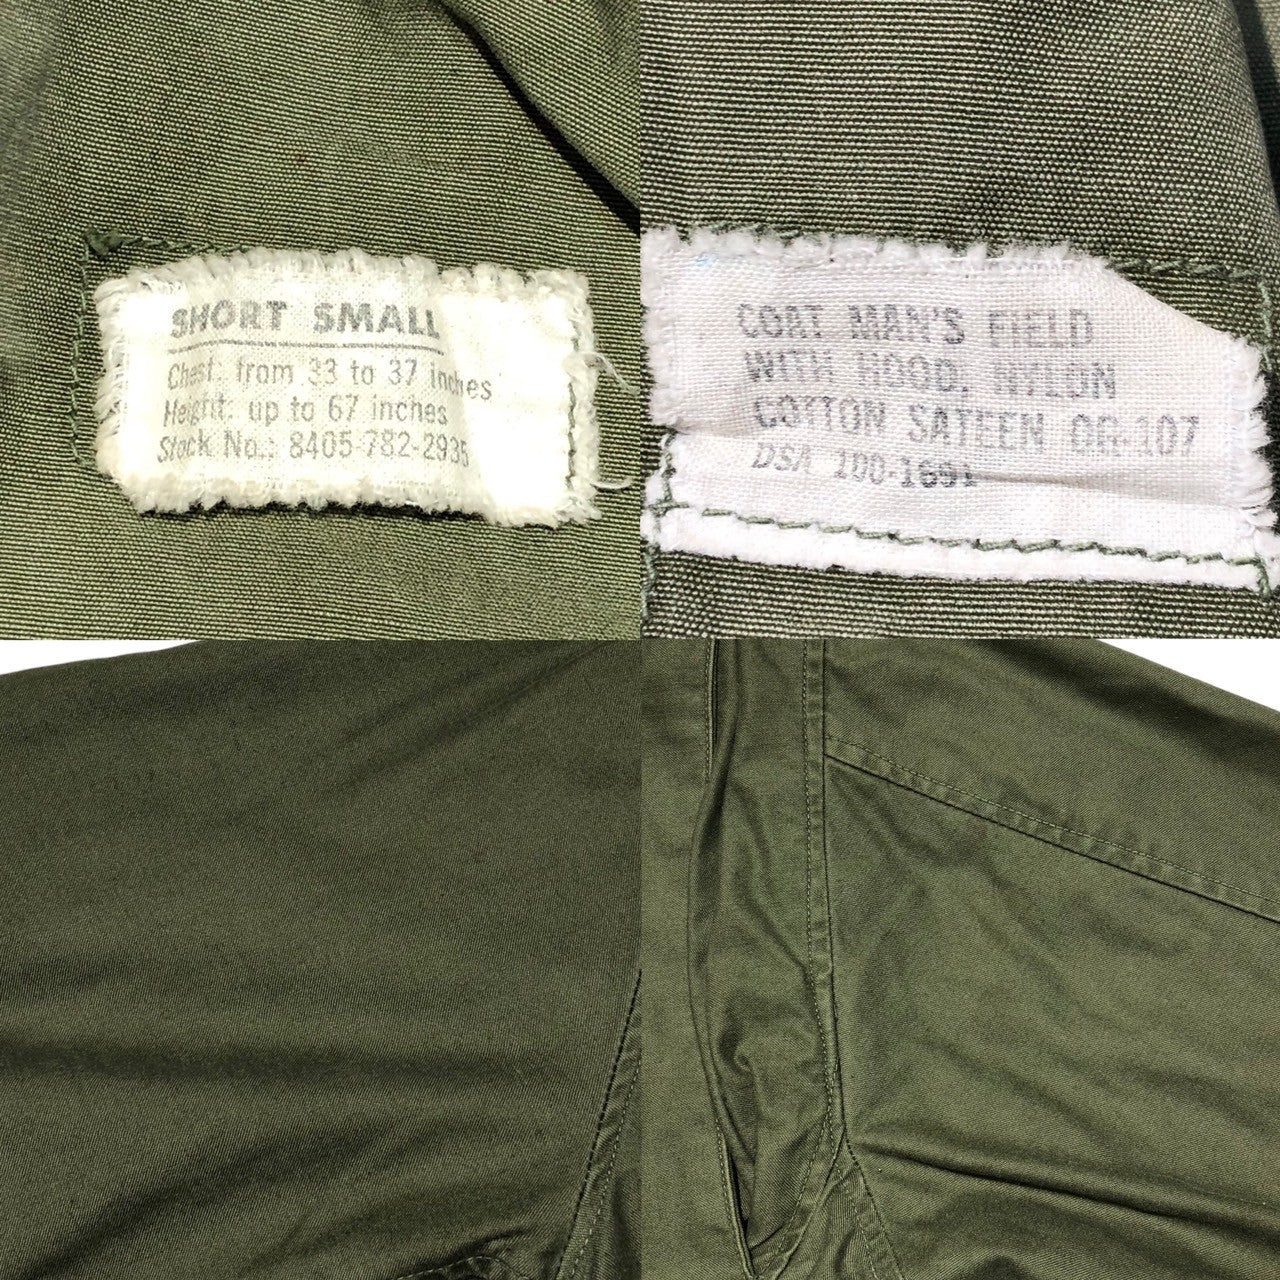 SHORT SMALL
Chest: from 33 to 37 inches
Height: up to 67 inches
Stock No.: 8405-782-2935
COAT MAN'S FIELD
WITH HOOD, NYLON
COTTON SATEEN OG-107
DSA 100-1691